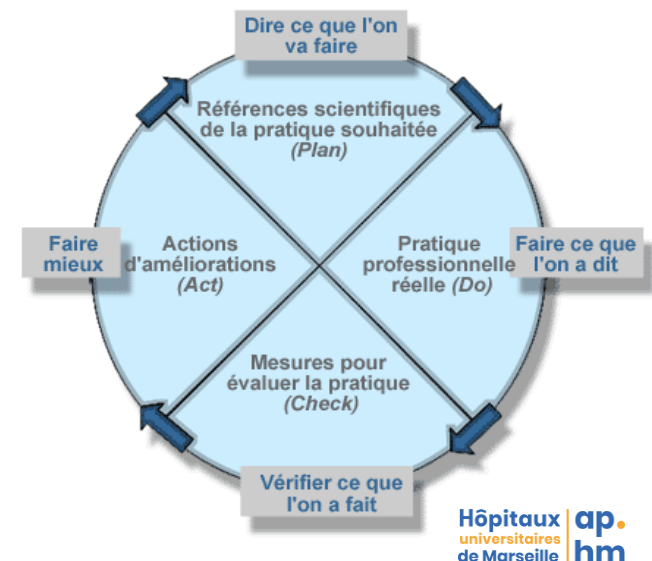 Dire ce que l'on
va faire
Références scientifiques
de la pratique souhaitée
(Plan)
Faire
mieux
Actions
d'améliorations
(Act)
Pratique
professionnelle
réelle (Do)
Faire ce que
l'on a dit
Mesures pour
évaluer la pratique
(Check)
Vérifier ce que
l'on a fait
Hôpitaux
universitaires
de Marseille
ap.
hm